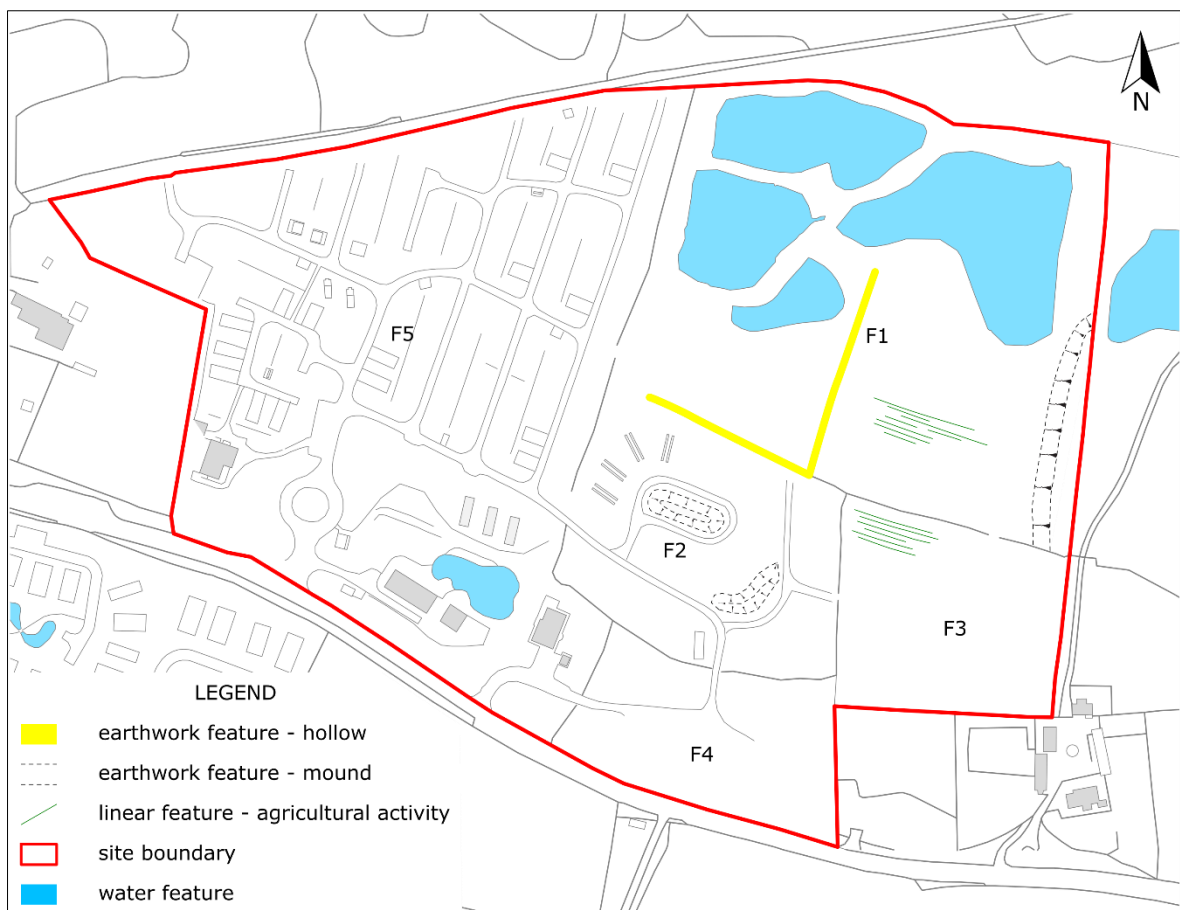 N
F1
F5
F2
F3
F4
LEGEND
earthwork feature - hollow
earthwork feature - mound
linear feature - agricultural activity
site boundary
water feature